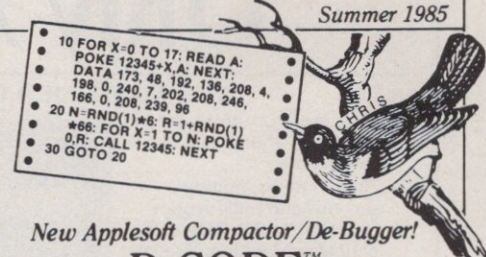 Summer 1985
10 FOR X=0 TO 17: READ A:
POKE 12345+X,A: NEXT:
DATA 173, 48, 192, 136, 208, 4,
198, 0, 240, 7, 202, 208, 246,
166, 0, 208, 239, 96
20 N=RND(1)*6: R=1+RND(1)
*66: FOR X=1 TO N: POKE
0,R: CALL 12345: NEXT
30 GOTO 20
CHRIS
New Applesoft Compactor/De-Bugger!
D CODE™